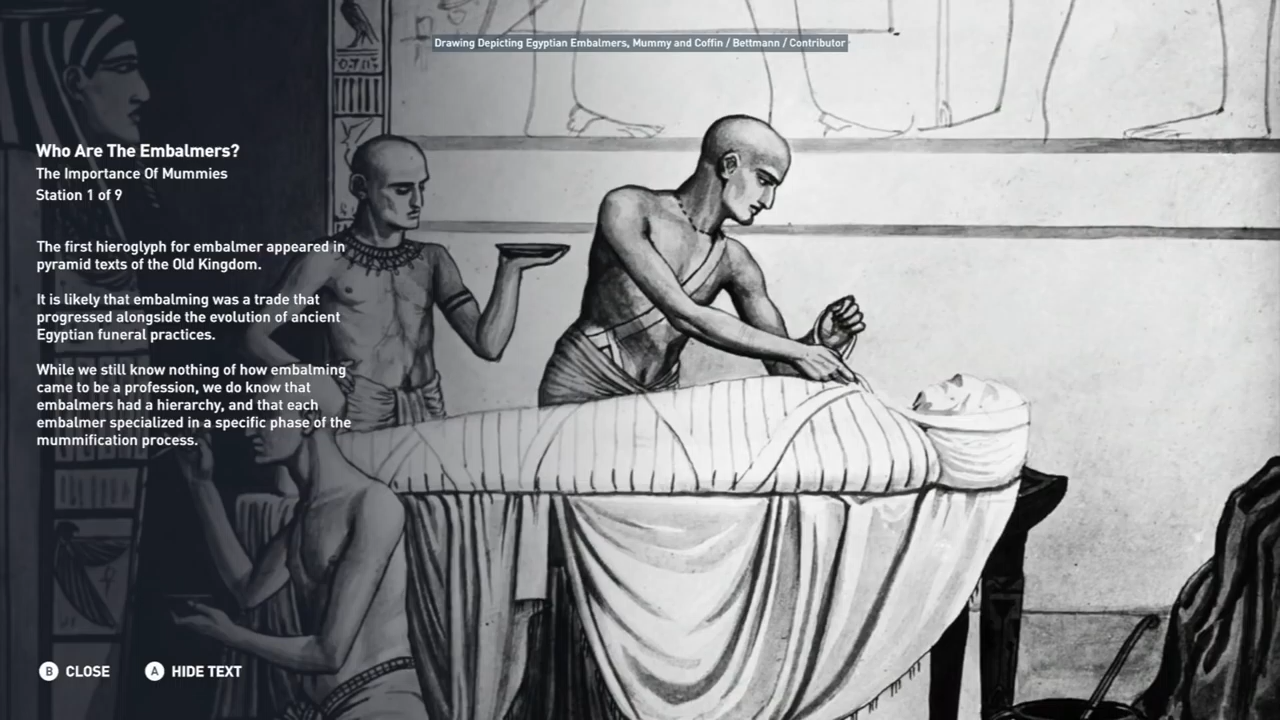 Drawing Depicting Egyptian Embalmers, Mummy and Coffin / Bettmann / Contributor
Who Are The Embalmers?
The Importance Of Mummies
Station 1 of 9
The first hieroglyph for embalmer appeared in
pyramid texts of the Old Kingdom.
It is likely that embalming was a trade that
progressed alongside the evolution of ancient
Egyptian funeral practices.
While we still know nothing of how embalming
came to be a profession, we do know that
embalmers had a hierarchy, and that each
embalmer specialized in a specific phase of the
mummification process.
B CLOSE A HIDE TEXT